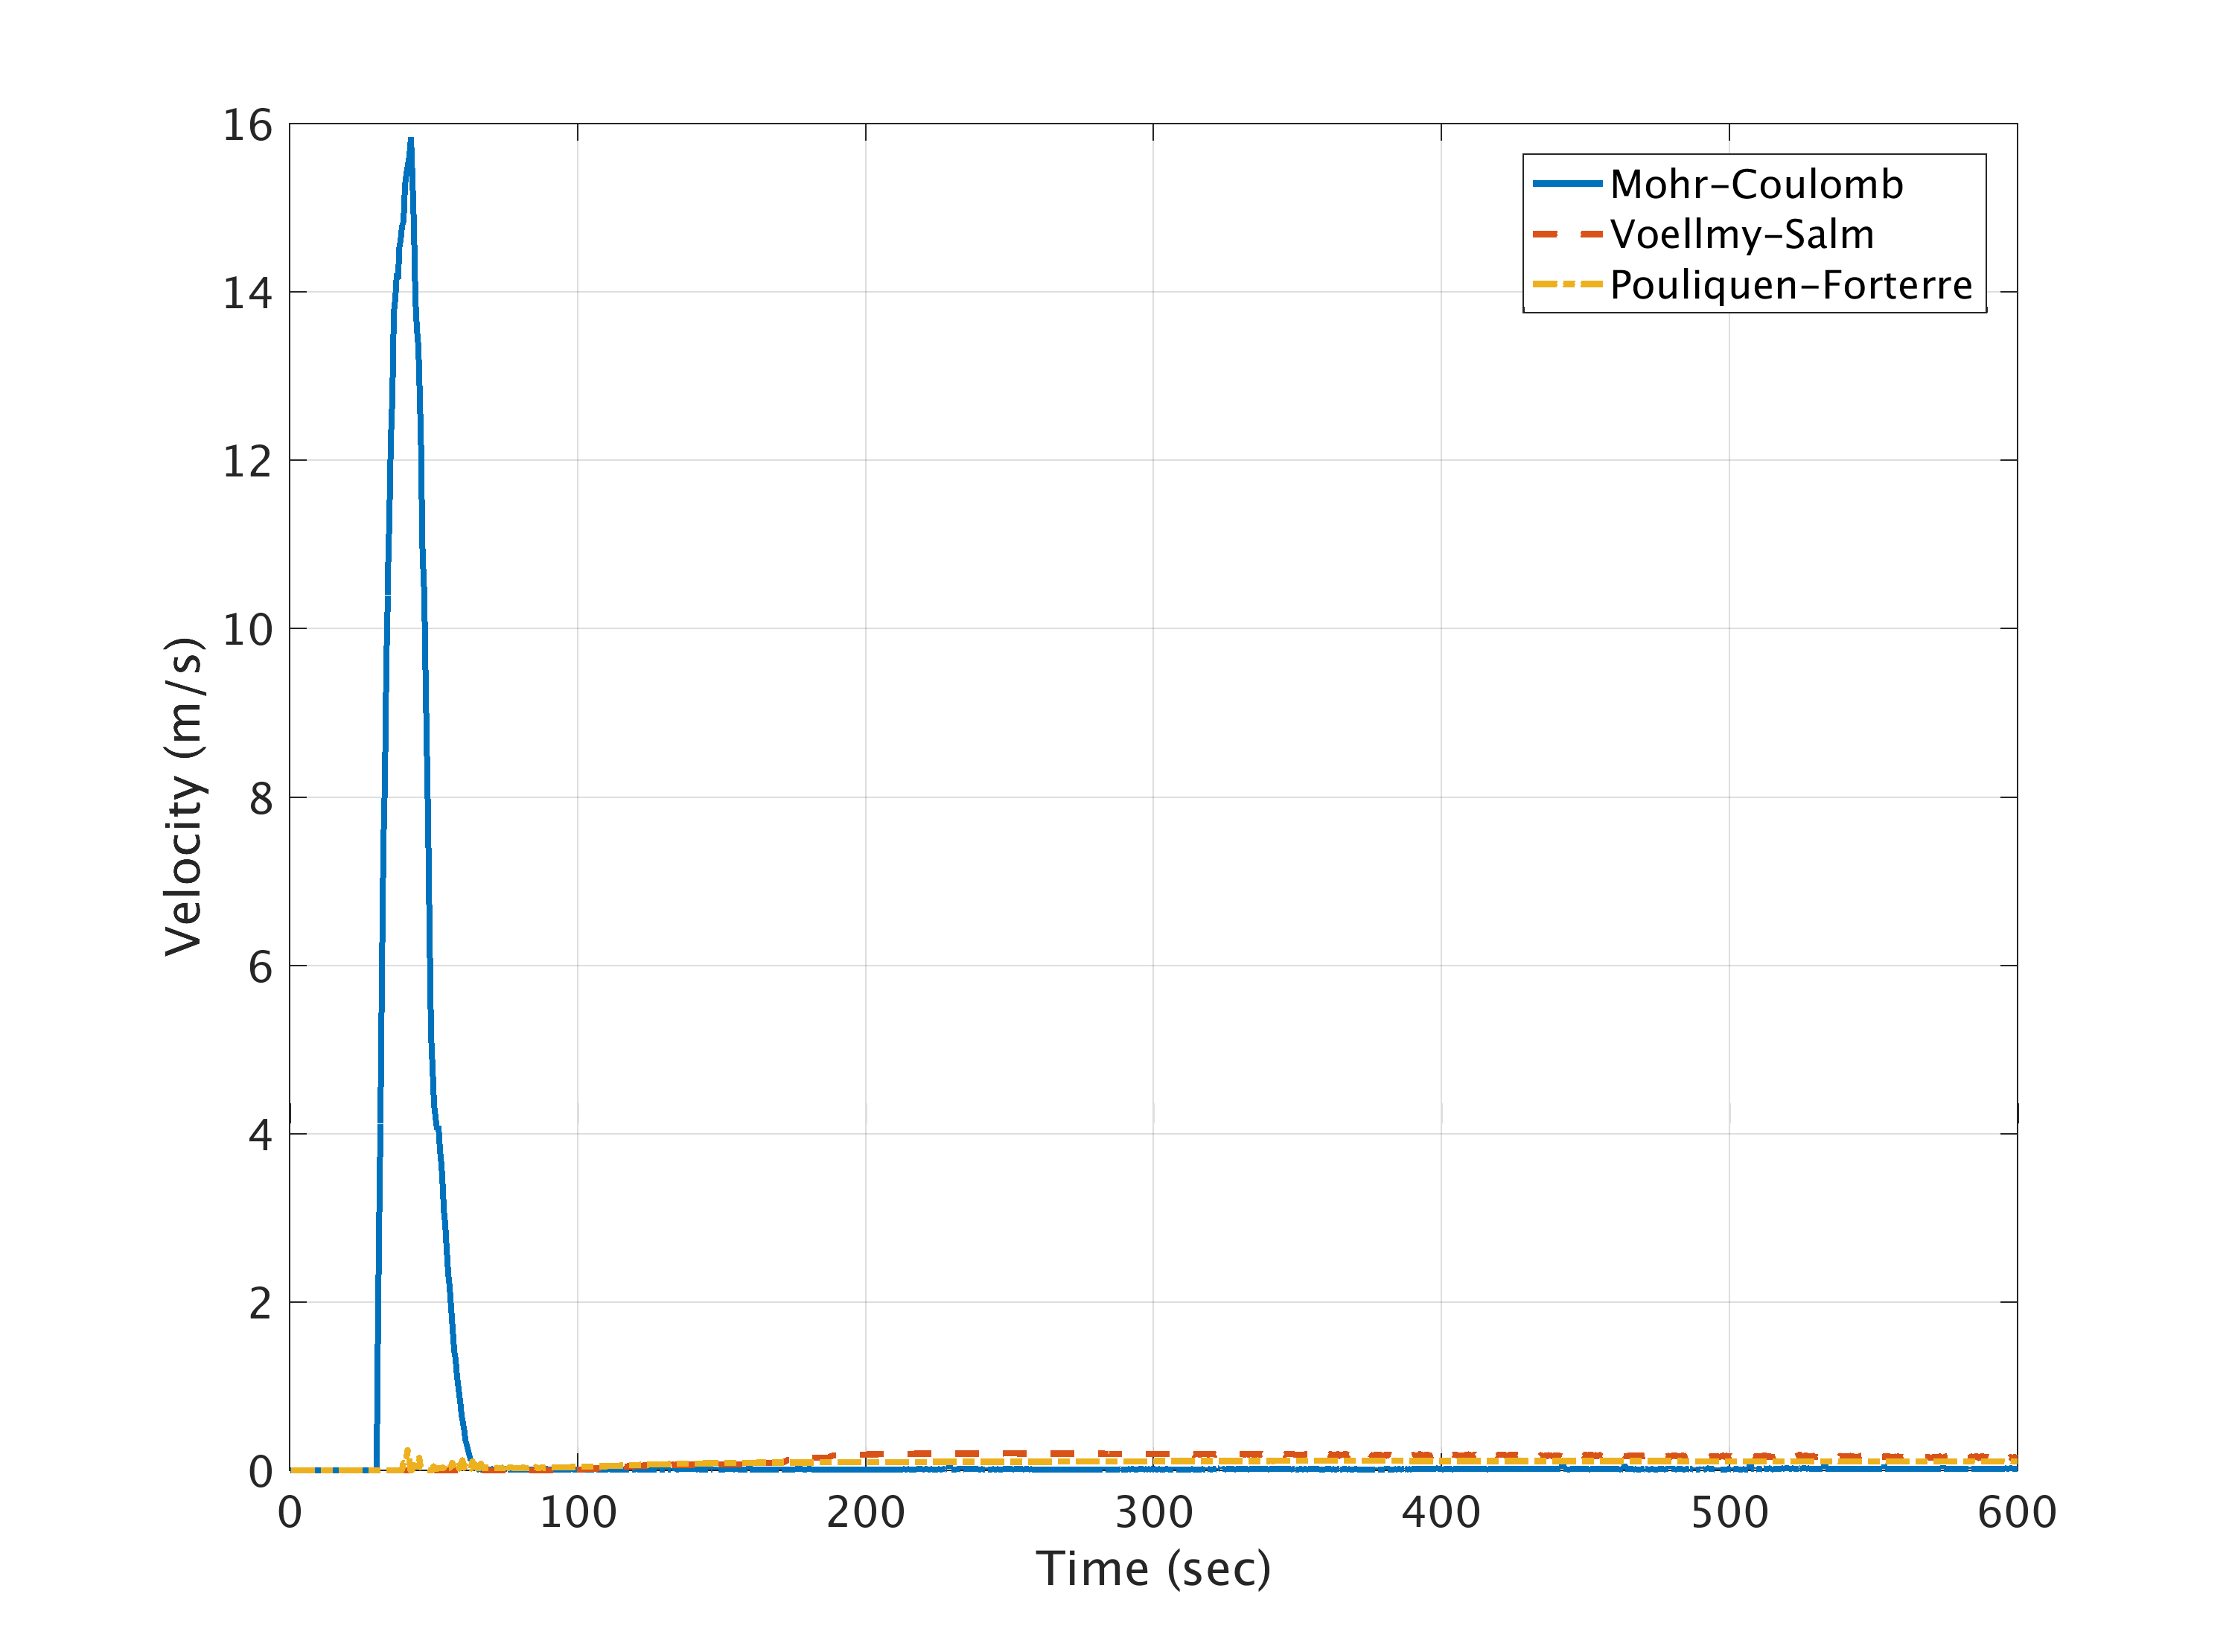 16
14
12
10
8
6
4
2
0
Velocity (m/s)
Mohr–Coulomb
Voellmy–Salm
Pouliquen–Forterre
0 100 200 300 400 500 600
Time (sec)